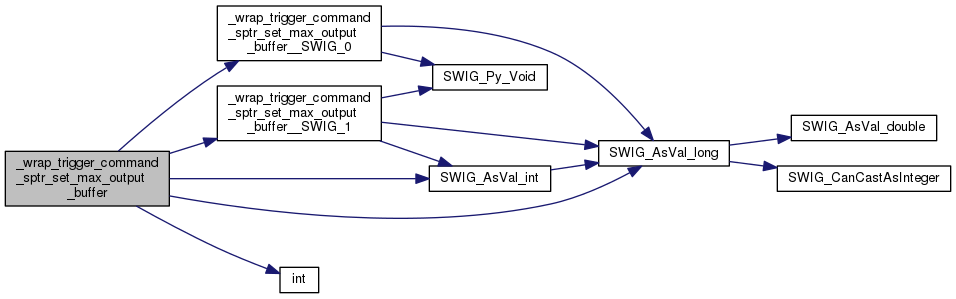 _wrap_trigger_command
_sptr_set_max_output
_buffer
_wrap_trigger_command
_sptr_set_max_output
_buffer__SWIG_0
_wrap_trigger_command
_sptr_set_max_output
_buffer__SWIG_1
int
SWIG_Py_Void
SWIG_AsVal_int
SWIG_AsVal_long
SWIG_AsVal_double
SWIG_CanCastAsInteger